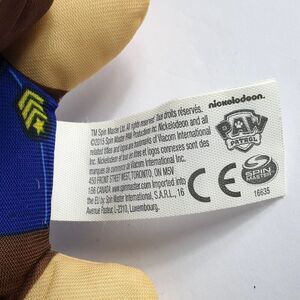 nickelodeon.
TM Spin Master Ltd. All rights reserved. Tous droits réservés.
©2015 Spin Master PAW Productions Inc. Nickelodeon and all
related titles and logos are trademarks of Viacom International
Inc. Nickelodeon et tous les titres et logos connexes sont des
marques de commerce de Viacom International Inc.
450 FRONT STREET WEST, TORONTO, ON M5V
1B6 CANADA www.spinmaster.com Imported into
the EU by Spin Master International, S.A.R.L., 16
Avenue Pasteur, L-2310, Luxembourg.
PAW
PATROL
CE
SPIN
MASTER
16635